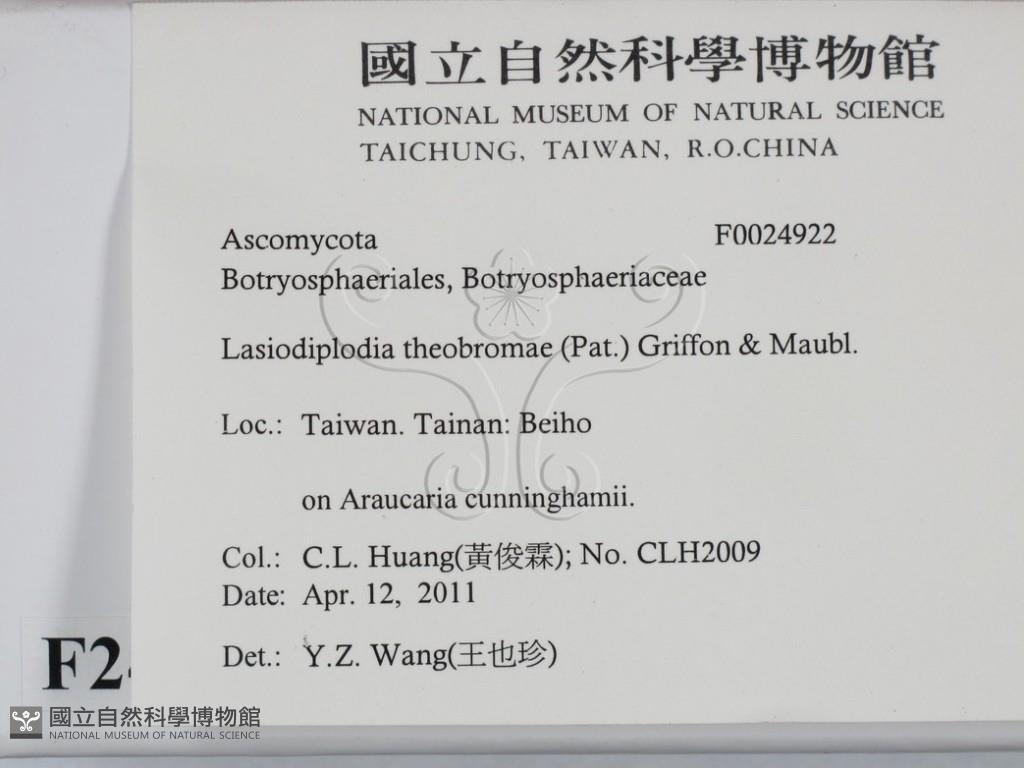 國立自然科學博物館
NATIONAL MUSEUM OF NATURAL SCIENCE
TAICHUNG, TAIWAN, R.O.CHINA
Ascomycota F0024922
Botryosphaeriales, Botryosphaeriaceae
Lasiodiplodia theobromae (Pat.) Griffon & Maubl.
Loc.: Taiwan. Tainan: Beiho
on Araucaria cunninghamii.
Col.: C.L. Huang(黃俊霖); No. CLH2009
Date: Apr. 12, 2011
Det.: Y.Z. Wang(王也珍)
F2
國立自然科學博物館
NATIONAL MUSEUM OF NATURAL SCIENCE